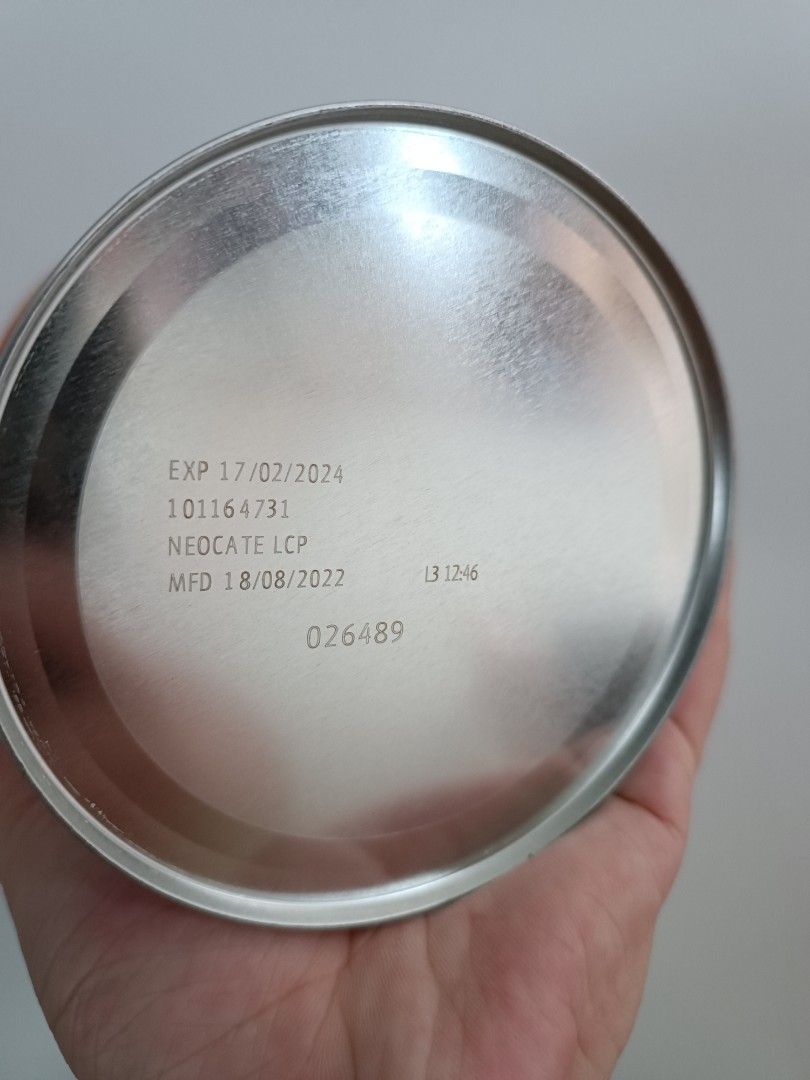 EXP 17/02/2024
101164731
NEOCATE LCP
MFD 18/08/2022 L3 12:46
026489